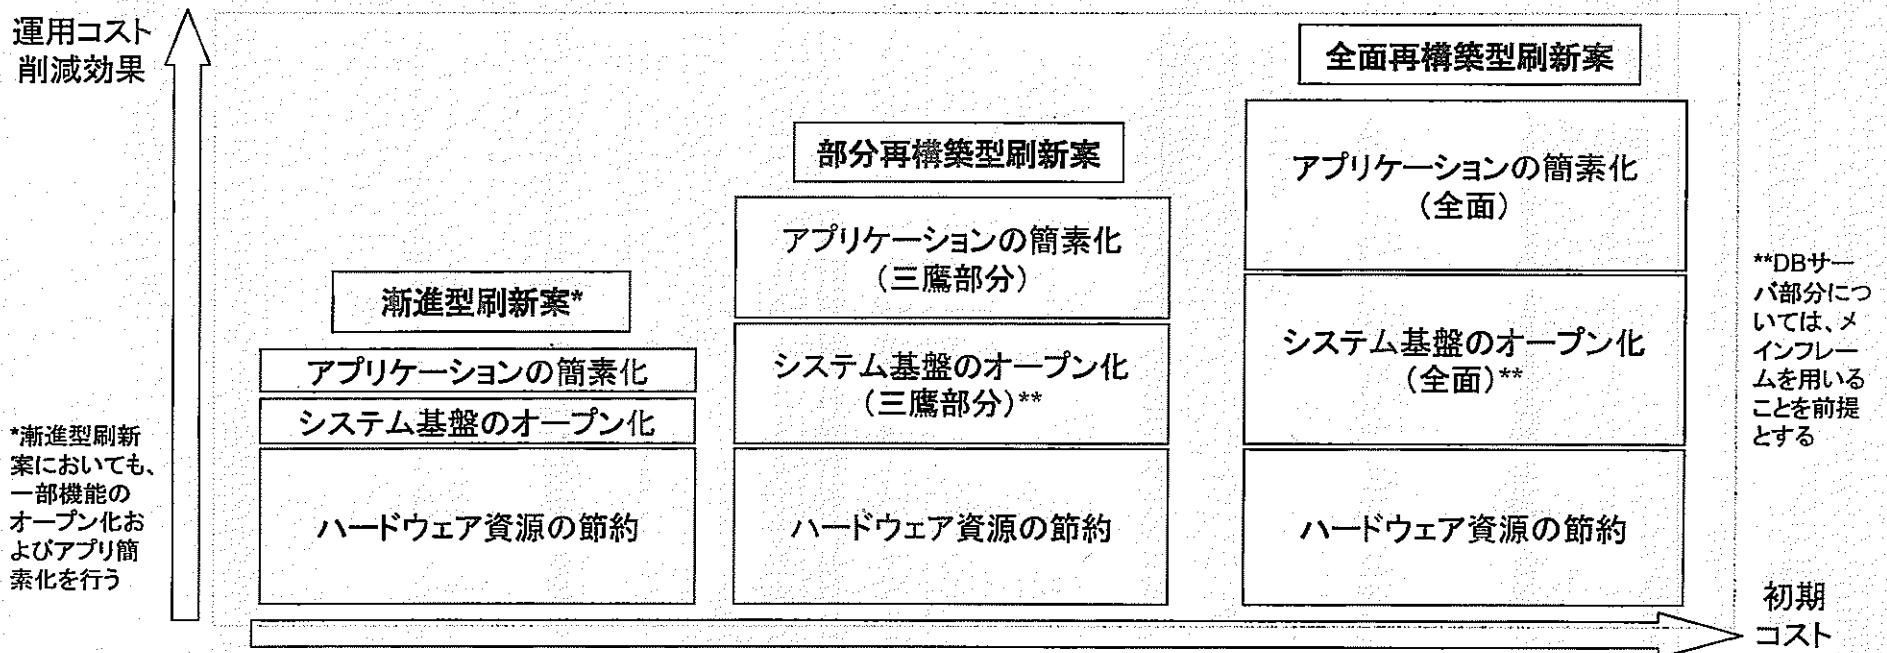 運用コスト
削減効果
全面再構築型刷新案
アプリケーションの簡素化
（全面）
システム基盤のオープン化
（全面）**
ハードウェア資源の節約
部分再構築型刷新案
アプリケーションの簡素化
（三鷹部分）
システム基盤のオープン化
（三鷹部分）**
ハードウェア資源の節約
漸進型刷新案*
アプリケーションの簡素化
システム基盤のオープン化
ハードウェア資源の節約
*漸進型刷新
案においても、
一部機能の
オープン化お
よびアプリ簡
素化を行う
**DBサー
バ部分につ
いては、メ
インフレー
ムを用いる
ことを前提
とする
初期
コスト